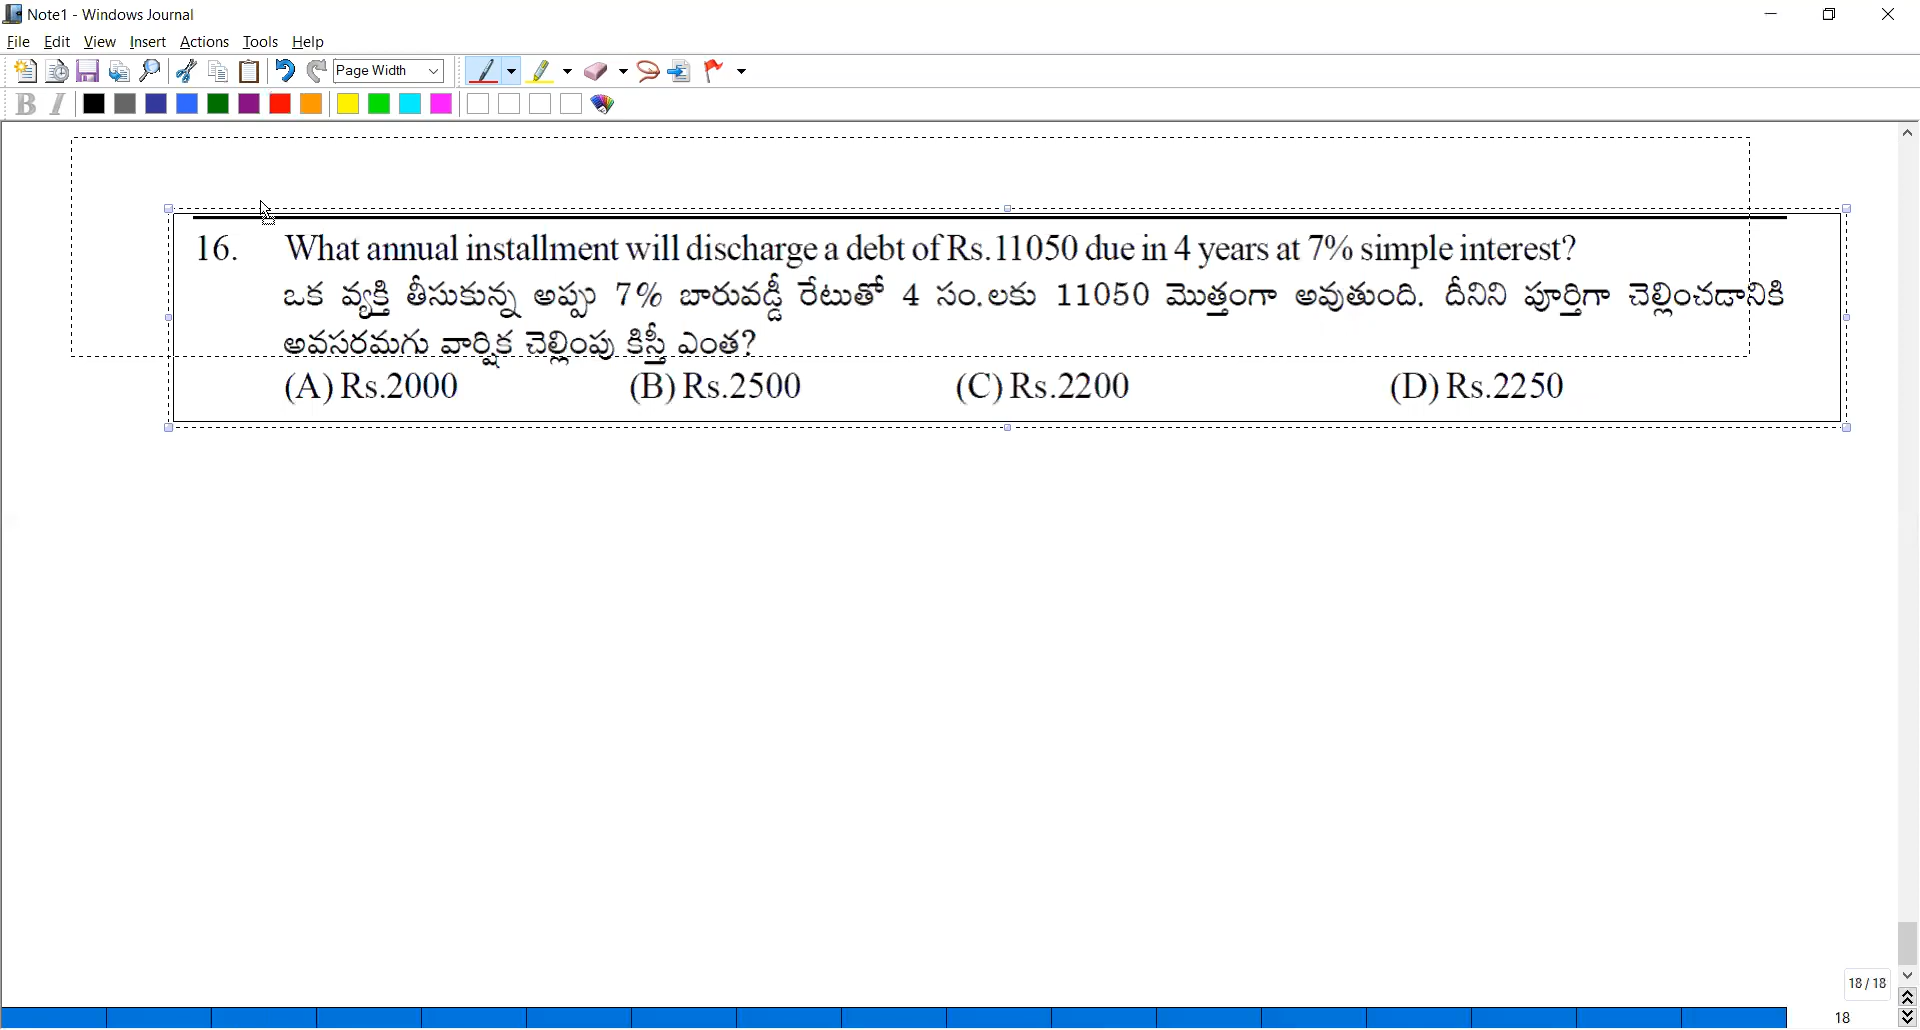 Note1 - Windows Journal
File Edit View Insert Actions Tools Help
Page Width
B I
16. What annual installment will discharge a debt of Rs.11050 due in 4 years at 7% simple interest?
ఒక వ్యక్తి తీసుకున్న అప్పు 7% బారువడ్డీ రేటుతో 4 సం.లకు 11050 మొత్తంగా అవుతుంది. దీనిని పూర్తిగా చెల్లించడానికి
అవసరమగు వార్షిక చెల్లింపు కిస్తీ ఎంత?
(A) Rs.2000 (B) Rs.2500 (C) Rs.2200 (D) Rs.2250
18 / 18
18